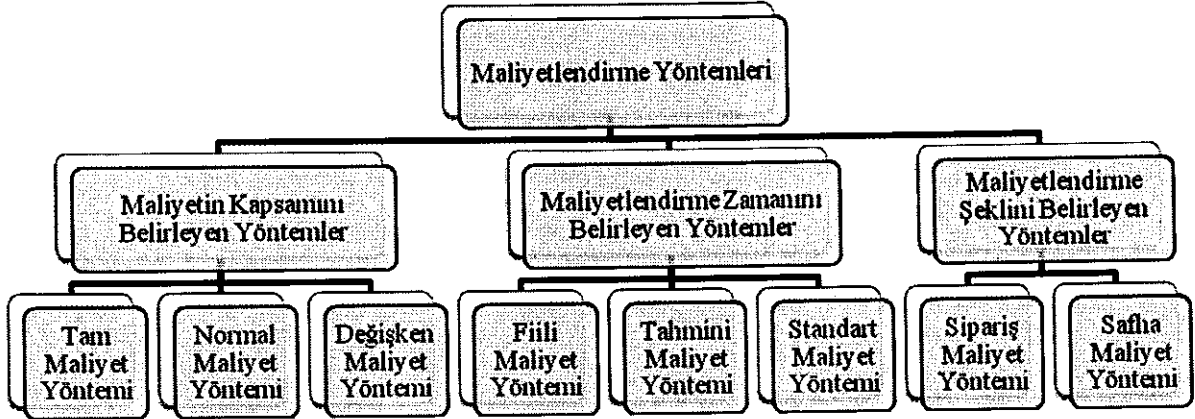 Maliyetlendirme Yöntemleri
Maliyetin Kapsamını
Belirleyen Yöntemler
Maliyetlendirme Zamanını
Belirleyen Yöntemler
Maliyetlendirme
Şeklini Belirleyen
Yöntemler
Tam
Maliyet
Yöntemi
Normal
Maliyet
Yöntemi
Değişken
Maliyet
Yöntemi
Fiili
Maliyet
Yöntemi
Tahmini
Maliyet
Yöntemi
Standart
Maliyet
Yöntemi
Sipariş
Maliyet
Yöntemi
Safha
Maliyet
Yöntemi